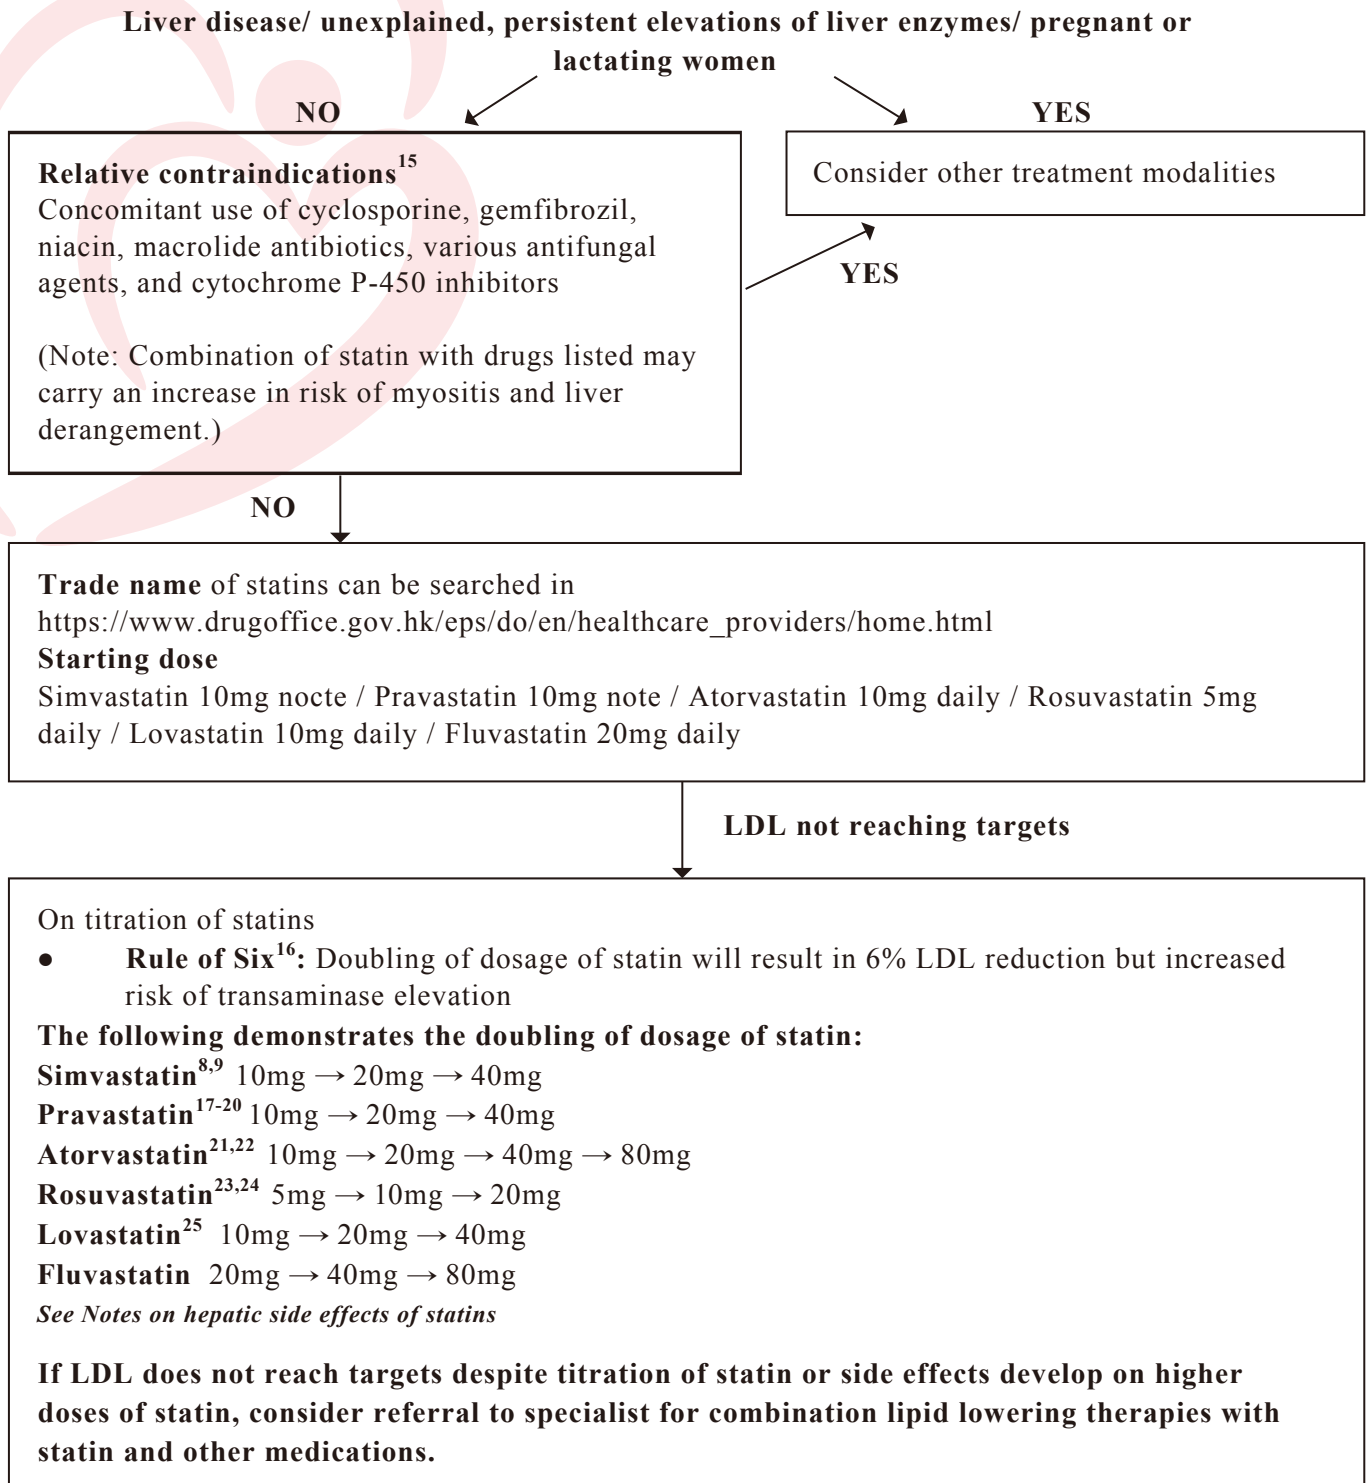 Liver disease/ unexplained, persistent elevations of liver enzymes/ pregnant or
lactating women
NO
YES
Relative contraindications15
Concomitant use of cyclosporine, gemfibrozil,
niacin, macrolide antibiotics, various antifungal
agents, and cytochrome P-450 inhibitors
(Note: Combination of statin with drugs listed may
carry an increase in risk of myositis and liver
derangement.)
Consider other treatment modalities
YES
NO
Trade name of statins can be searched in
https://www.drugoffice.gov.hk/eps/do/en/healthcare_providers/home.html
Starting dose
Simvastatin 10mg nocte / Pravastatin 10mg note / Atorvastatin 10mg daily / Rosuvastatin 5mg
daily / Lovastatin 10mg daily / Fluvastatin 20mg daily
LDL not reaching targets
On titration of statins
● Rule of Six16: Doubling of dosage of statin will result in 6% LDL reduction but increased
risk of transaminase elevation
The following demonstrates the doubling of dosage of statin:
Simvastatin8,9 10mg → 20mg → 40mg
Pravastatin17-20 10mg → 20mg → 40mg
Atorvastatin21,22 10mg → 20mg → 40mg → 80mg
Rosuvastatin23,24 5mg → 10mg → 20mg
Lovastatin25 10mg → 20mg → 40mg
Fluvastatin 20mg → 40mg → 80mg
See Notes on hepatic side effects of statins
If LDL does not reach targets despite titration of statin or side effects develop on higher
doses of statin, consider referral to specialist for combination lipid lowering therapies with
statin and other medications.